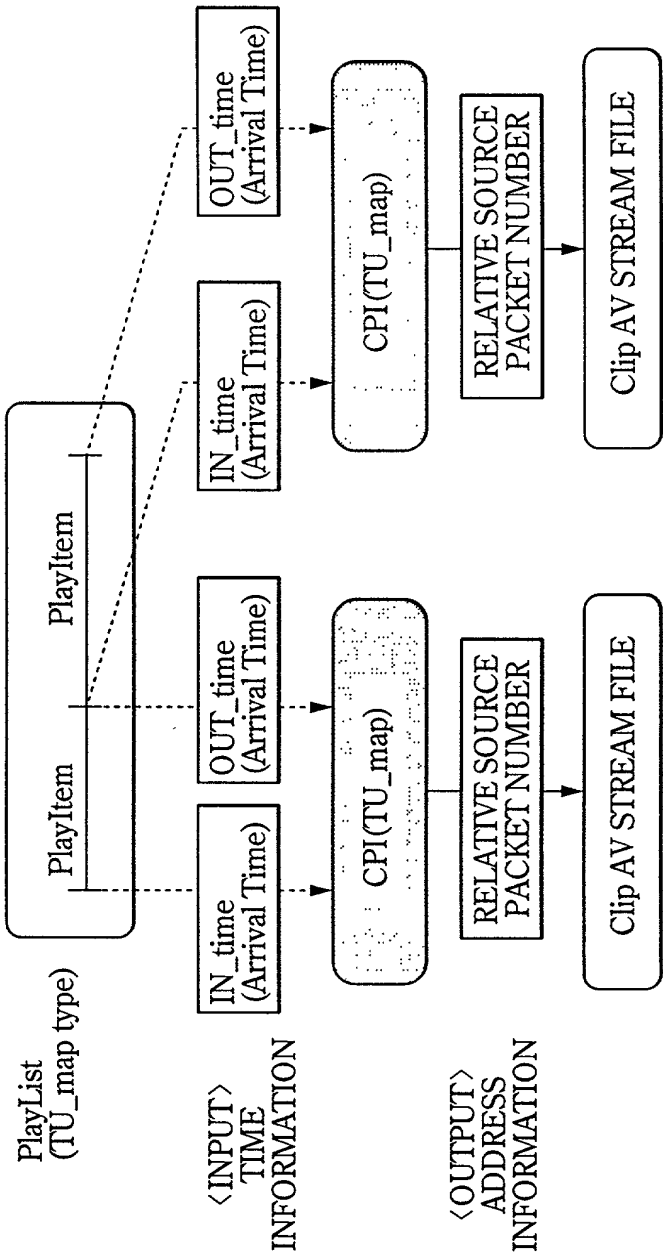 PlayList
(TU_map type)
PlayItem
PlayItem
〈INPUT〉
TIME
INFORMATION
IN_time
(Arrival Time)
OUT_time
(Arrival Time)
IN_time
(Arrival Time)
OUT_time
(Arrival Time)
CPI(TU_map)
CPI(TU_map)
〈OUTPUT〉
ADDRESS
INFORMATION
RELATIVE SOURCE
PACKET NUMBER
RELATIVE SOURCE
PACKET NUMBER
Clip AV STREAM FILE
Clip AV STREAM FILE